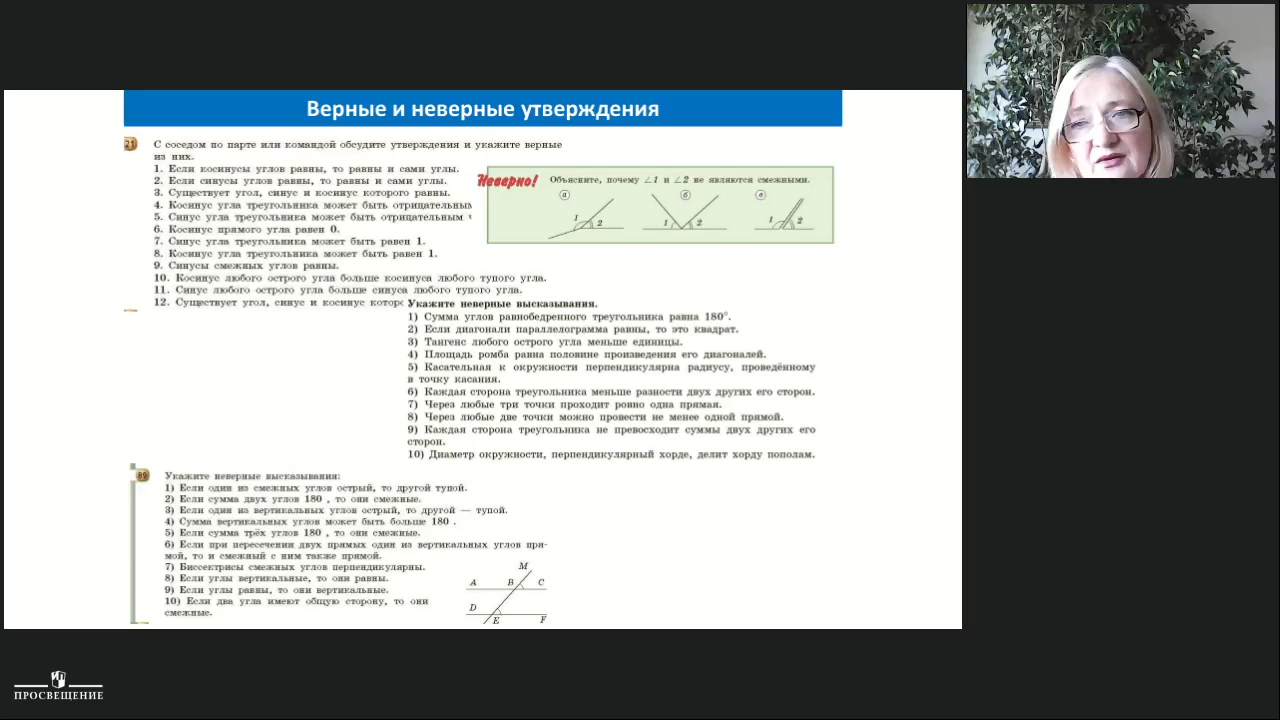 Верные и неверные утверждения
21
С соседом по парте или командой обсудите утверждения и укажите верные
из них.
1. Если косинусы углов равны, то равны и сами углы.
2. Если синусы углов равны, то равны и сами углы.
3. Существует угол, синус и косинус которого равны.
4. Косинус угла треугольника может быть отрицательным
5. Синус угла треугольника может быть отрицательным
6. Косинус прямого угла равен 0.
7. Синус угла треугольника может быть равен 1.
8. Косинус угла треугольника может быть равен 1.
9. Синусы смежных углов равны.
10. Косинус любого острого угла больше косинуса любого тупого угла.
11. Синус любого острого угла больше синуса любого тупого угла.
12. Существует угол, синус и косинус которо
Неверно!
Объясните, почему ∠1 и ∠2 не являются смежными.
а б в
1 2 1 2 1 2
Укажите неверные высказывания.
1) Сумма углов равнобедренного треугольника равна 180°.
2) Если диагонали параллелограмма равны, то это квадрат.
3) Тангенс любого острого угла меньше единицы.
4) Площадь ромба равна половине произведения его диагоналей.
5) Касательная к окружности перпендикулярна радиусу, проведённому
в точку касания.
6) Каждая сторона треугольника меньше разности двух других его сторон.
7) Через любые три точки проходит ровно одна прямая.
8) Через любые две точки можно провести не менее одной прямой.
9) Каждая сторона треугольника не превосходит суммы двух других его
сторон.
10) Диаметр окружности, перпендикулярный хорде, делит хорду пополам.
89
Укажите неверные высказывания:
1) Если один из смежных углов острый, то другой тупой.
2) Если сумма двух углов 180 , то они смежные.
3) Если один из вертикальных углов острый, то другой — тупой.
4) Сумма вертикальных углов может быть больше 180 .
5) Если сумма трёх углов 180 , то они смежные.
6) Если при пересечении двух прямых один из вертикальных углов пря-
мой, то и смежный с ним также прямой.
7) Биссектрисы смежных углов перпендикулярны.
8) Если углы вертикальные, то они равны.
9) Если углы равны, то они вертикальные.
10) Если два угла имеют общую сторону, то они
смежные.
M
A B C
D
E F
ПРОСВЕЩЕНИЕ